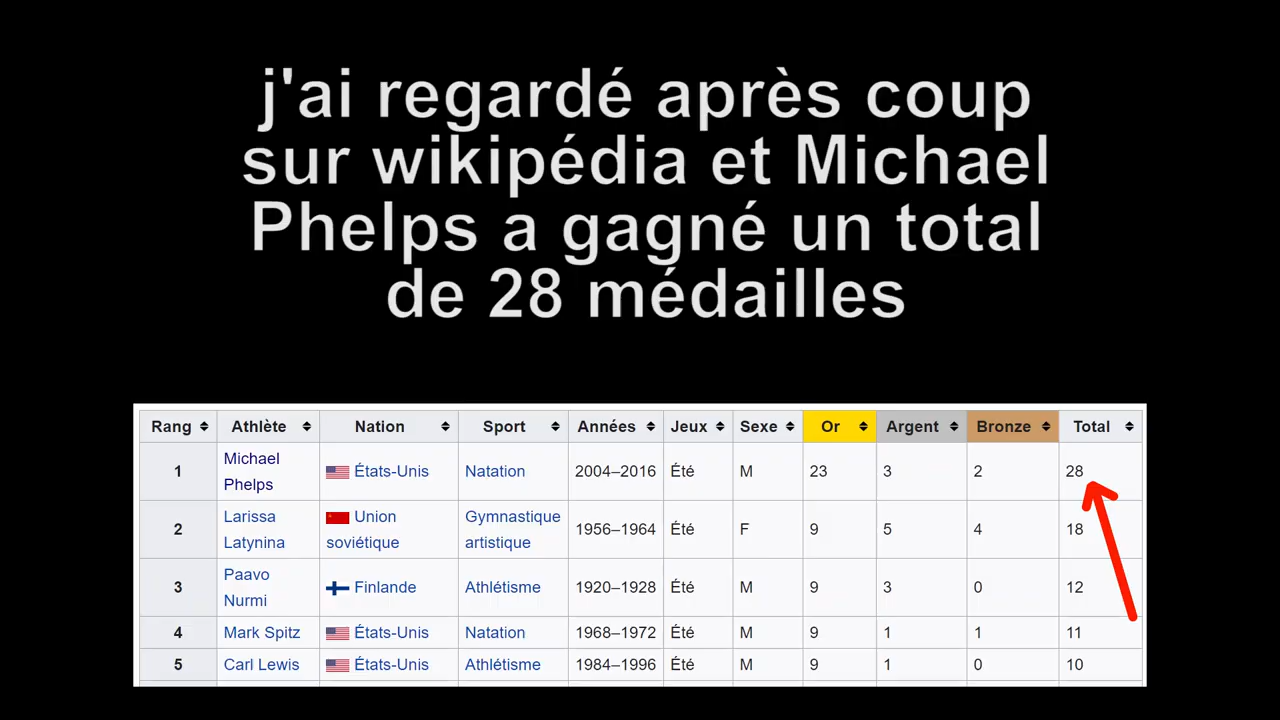 j'ai regardé après coup
sur wikipédia et Michael
Phelps a gagné un total
de 28 médailles
Rang Athlète Nation Sport Années Jeux Sexe Or Argent Bronze Total
1 Michael Phelps États-Unis Natation 2004–2016 Été M 23 3 2 28
2 Larissa Latynina Union soviétique Gymnastique artistique 1956–1964 Été F 9 5 4 18
3 Paavo Nurmi Finlande Athlétisme 1920–1928 Été M 9 3 0 12
4 Mark Spitz États-Unis Natation 1968–1972 Été M 9 1 1 11
5 Carl Lewis États-Unis Athlétisme 1984–1996 Été M 9 1 0 10